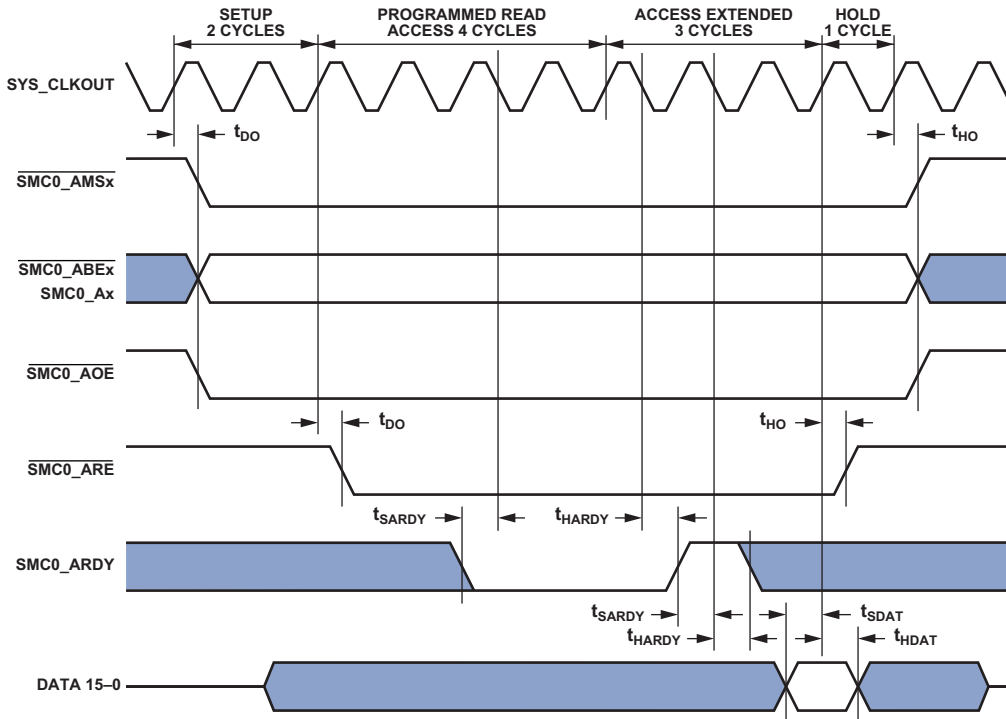 SETUP
2 CYCLES
PROGRAMMED READ
ACCESS 4 CYCLES
ACCESS EXTENDED
3 CYCLES
HOLD
1 CYCLE
SYS_CLKOUT
tDO
tHO
SMC0_AMSx
SMC0_ABEx
SMC0_Ax
SMC0_AOE
tDO
tHO
SMC0_ARE
tSARDY
tHARDY
SMC0_ARDY
tSARDY
tSDAT
tHARDY
tHDAT
DATA 15–0